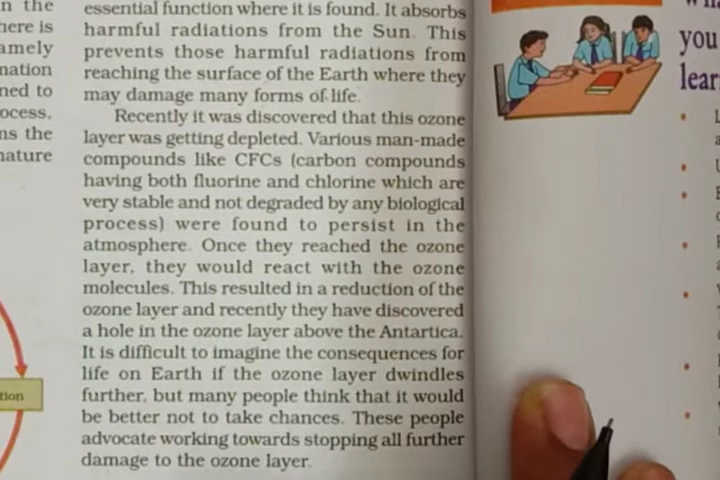 n the
here is
amely
nation
ned to
ocess,
ns the
nature
tion
essential function where it is found. It absorbs
harmful radiations from the Sun. This
prevents those harmful radiations from
reaching the surface of the Earth where they
may damage many forms of life.
Recently it was discovered that this ozone
layer was getting depleted. Various man-made
compounds like CFCs (carbon compounds
having both fluorine and chlorine which are
very stable and not degraded by any biological
process) were found to persist in the
atmosphere. Once they reached the ozone
layer, they would react with the ozone
molecules. This resulted in a reduction of the
ozone layer and recently they have discovered
a hole in the ozone layer above the Antartica.
It is difficult to imagine the consequences for
life on Earth if the ozone layer dwindles
further, but many people think that it would
be better not to take chances. These people
advocate working towards stopping all further
damage to the ozone layer.
you
lear